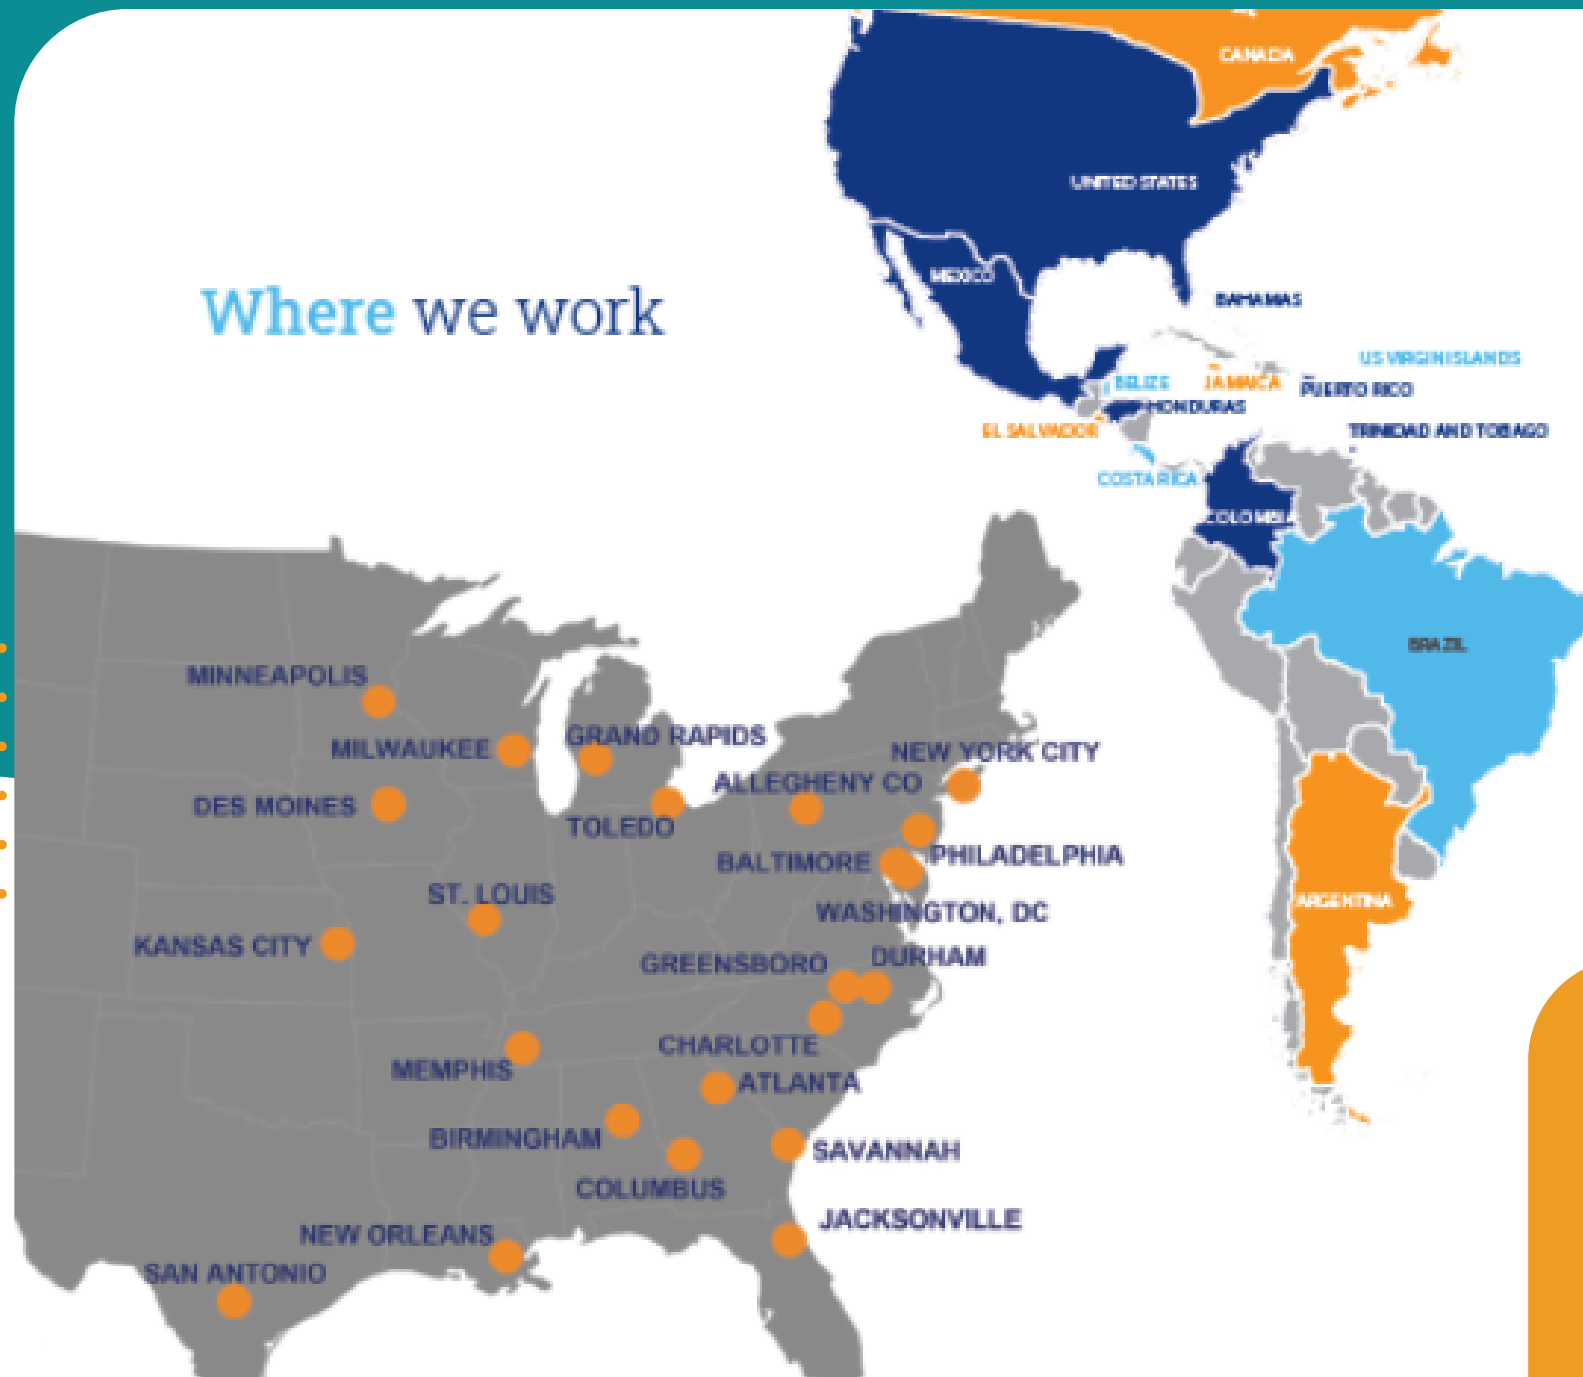 CANADA
UNITED STATES
MEXICO
BAHAMAS
Where we work
US VIRGIN ISLANDS
BELIZE
JAMAICA
PUERTO RICO
HONDURAS
EL SALVADOR
TRINIDAD AND TOBAGO
COSTA RICA
COLOMBIA
BRAZIL
ARGENTINA
MINNEAPOLIS
MILWAUKEE
GRAND RAPIDS
NEW YORK CITY
ALLEGHENY CO
DES MOINES
TOLEDO
PHILADELPHIA
BALTIMORE
ST. LOUIS
WASHINGTON, DC
KANSAS CITY
DURHAM
GREENSBORO
CHARLOTTE
MEMPHIS
ATLANTA
BIRMINGHAM
SAVANNAH
COLUMBUS
JACKSONVILLE
NEW ORLEANS
SAN ANTONIO